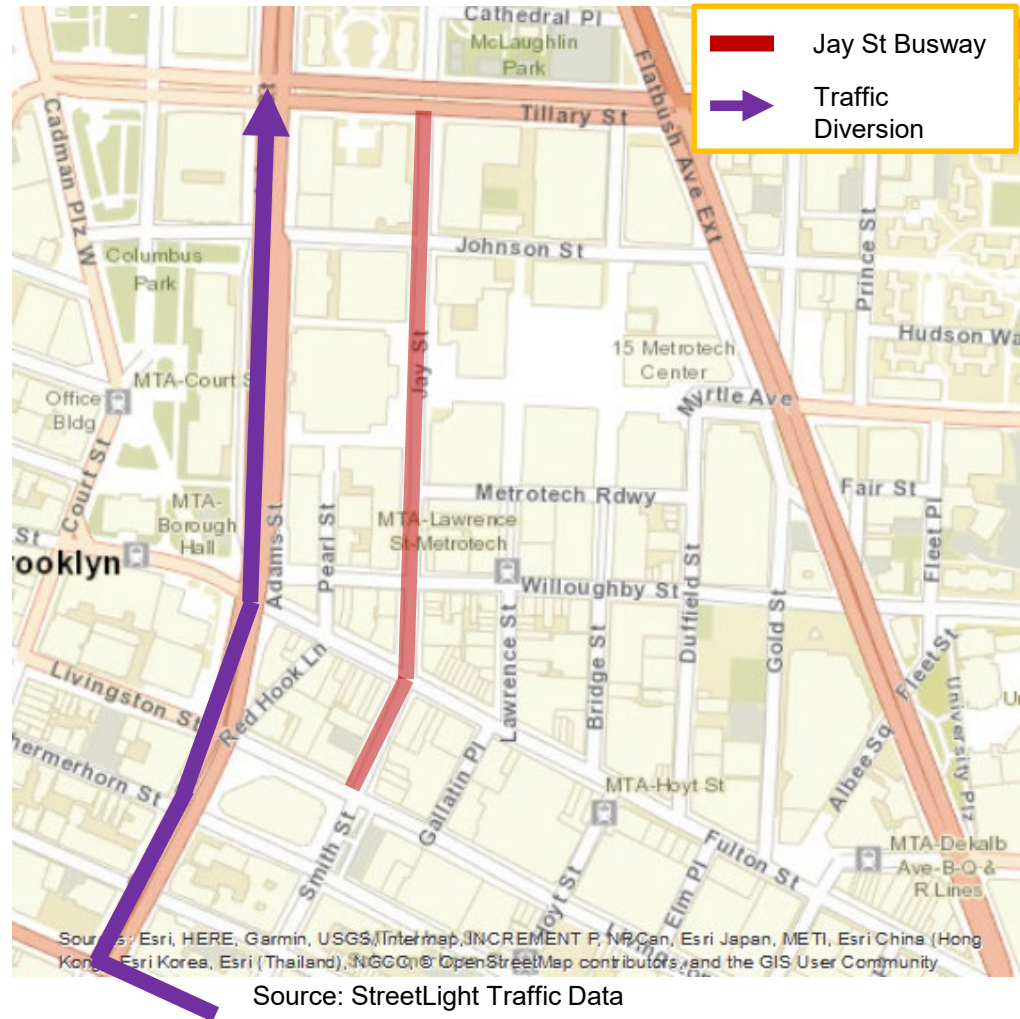 Cathedral Pl
McLaughlin
Park
Jay St Busway
Traffic
Diversion
Flatbush Ave Ext
Tillary St
Cadman Plz W
Columbus
Park
Johnson St
Prince St
Jay St
15 Metrotech
Center
Hudson Wa
MTA-Court S
Office
Bldg
Myrtle Ave
Court St
Metrotech Rdwy
Fair St
MTA-
Borough
Hall
Adams St
Pearl St
MTA-Lawrence
St-Metrotech
Fleet Pl
St
rooklyn
Willoughby St
Lawrence St
Bridge St
Duffield St
Gold St
Fleet St
University Plz
Livingston St
Red Hook Ln
hermerhorn St
Gallatin Pl
Smith St
MTA-Hoyt St
Albee Sq
Fulton St
MTA-Dekalb
Ave-B-Q &
R Lines
Hoyt St
Elm Pl
Esri, HERE, Garmin, USGS, Intermap, INCREMENT P, NRCan, Esri Japan, METI, Esri China (Hong
Esri Korea, Esri (Thailand), NGCC, © OpenStreetMap contributors, and the GIS User Community
Source: StreetLight Traffic Data